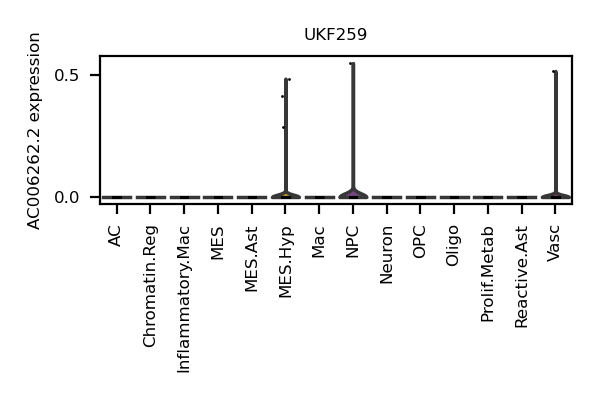 UKF259
AC006262.2 expression
0.5
0.0
AC
Chromatin.Reg
Inflammatory.Mac
MES
MES.Ast
MES.Hyp
Mac
NPC
Neuron
OPC
Oligo
Prolif.Metab
Reactive.Ast
Vasc